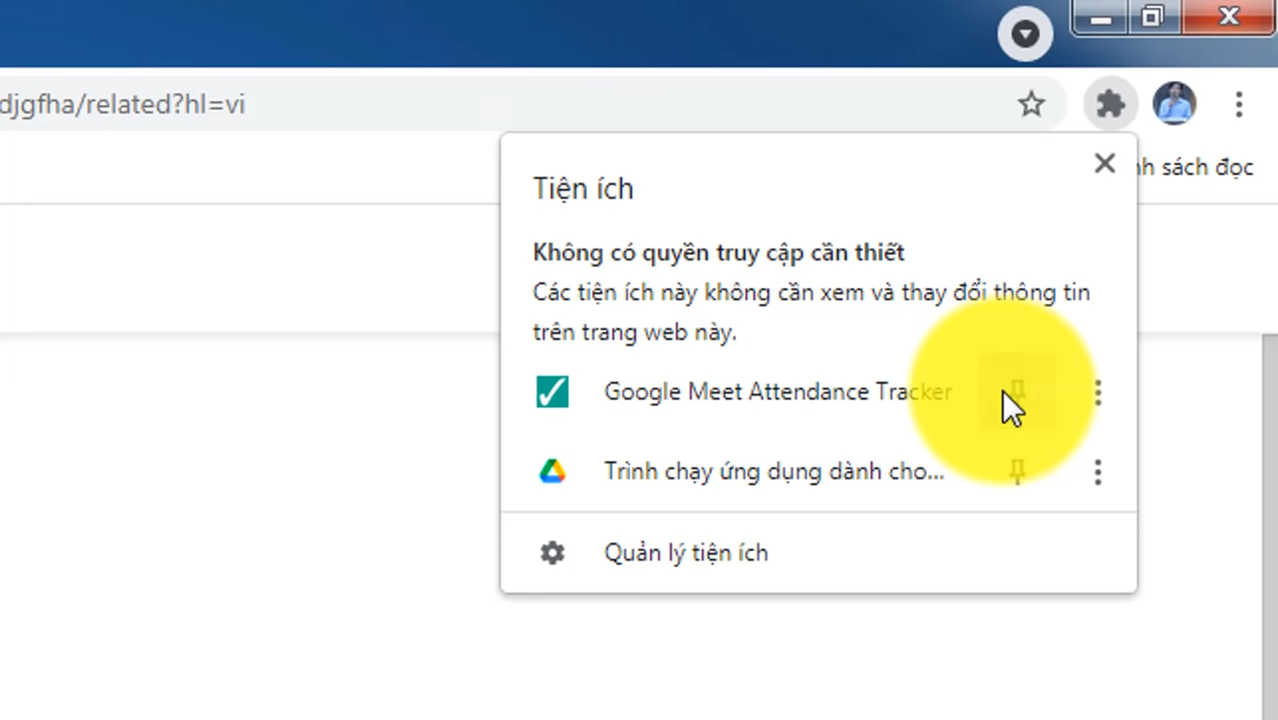 djgfha/related?hl=vi
nh sách đọc
Tiện ích
Không có quyền truy cập cần thiết
Các tiện ích này không cần xem và thay đổi thông tin
trên trang web này.
Google Meet Attendance Tracker
Trình chạy ứng dụng dành cho...
Quản lý tiện ích